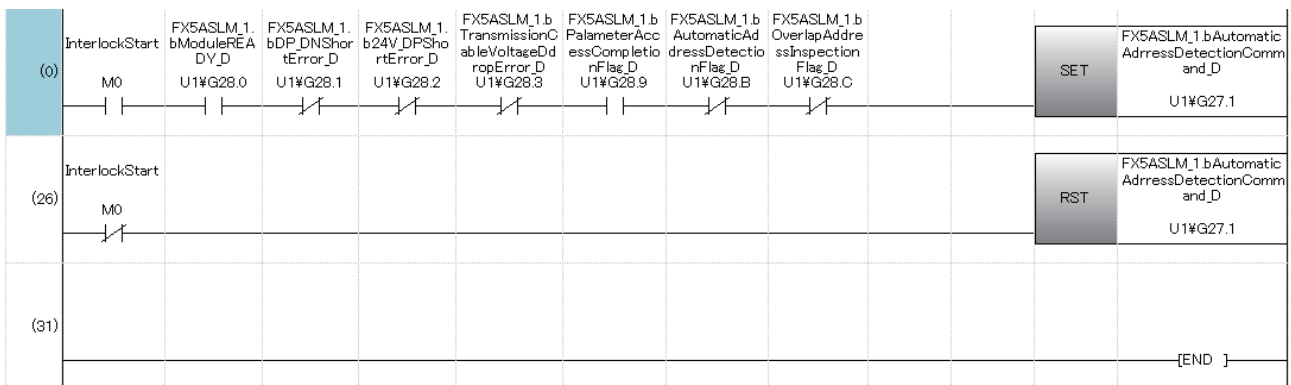 (0)
InterlockStart
M0
FX5ASLM_1.
bModuleREA
DY_D
U1¥G28.0
FX5ASLM_1.
bDP_DNShor
tError_D
U1¥G28.1
FX5ASLM_1.
b24V_DPSho
rtError_D
U1¥G28.2
FX5ASLM_1.b
TransmissionC
ableVoltageDd
ropError_D
U1¥G28.3
FX5ASLM_1.b
PalameterAcc
essCompletio
nFlag_D
U1¥G28.9
FX5ASLM_1.b
AutomaticAd
dressDetectio
nFlag_D
U1¥G28.B
FX5ASLM_1.b
OverlapAddre
ssInspection
Flag_D
U1¥G28.C
SET
FX5ASLM_1.bAutomatic
AdrressDetectionComm
and_D
U1¥G27.1
(26)
InterlockStart
M0
RST
FX5ASLM_1.bAutomatic
AdrressDetectionComm
and_D
U1¥G27.1
(31)
[END ]